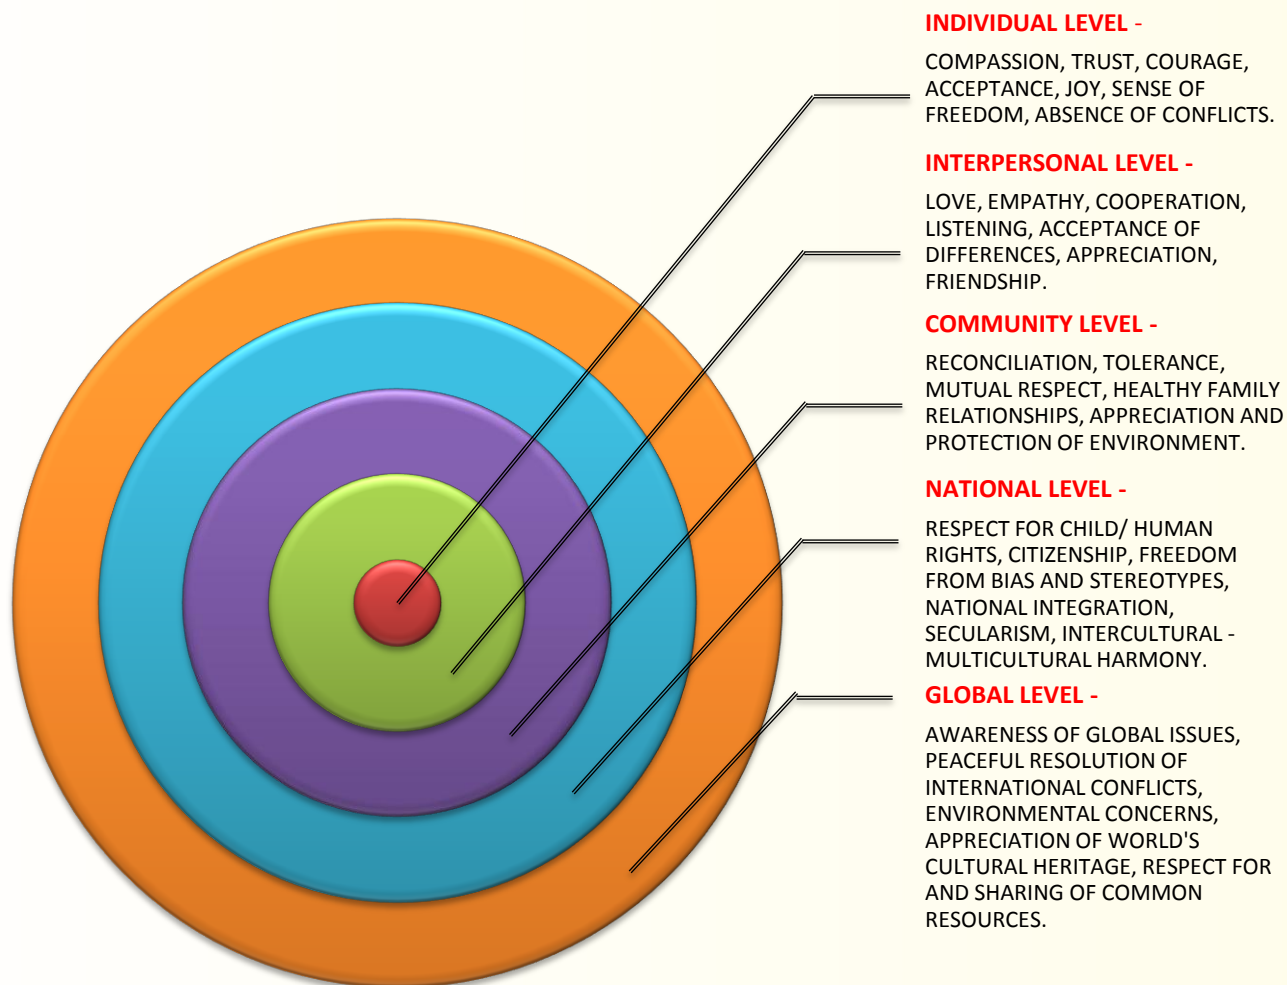 INDIVIDUAL LEVEL -
COMPASSION, TRUST, COURAGE,
ACCEPTANCE, JOY, SENSE OF
FREEDOM, ABSENCE OF CONFLICTS.
INTERPERSONAL LEVEL -
LOVE, EMPATHY, COOPERATION,
LISTENING, ACCEPTANCE OF
DIFFERENCES, APPRECIATION,
FRIENDSHIP.
COMMUNITY LEVEL -
RECONCILIATION, TOLERANCE,
MUTUAL RESPECT, HEALTHY FAMILY
RELATIONSHIPS, APPRECIATION AND
PROTECTION OF ENVIRONMENT.
NATIONAL LEVEL -
RESPECT FOR CHILD/ HUMAN
RIGHTS, CITIZENSHIP, FREEDOM
FROM BIAS AND STEREOTYPES,
NATIONAL INTEGRATION,
SECULARISM, INTERCULTURAL -
MULTICULTURAL HARMONY.
GLOBAL LEVEL -
AWARENESS OF GLOBAL ISSUES,
PEACEFUL RESOLUTION OF
INTERNATIONAL CONFLICTS,
ENVIRONMENTAL CONCERNS,
APPRECIATION OF WORLD'S
CULTURAL HERITAGE, RESPECT FOR
AND SHARING OF COMMON
RESOURCES.